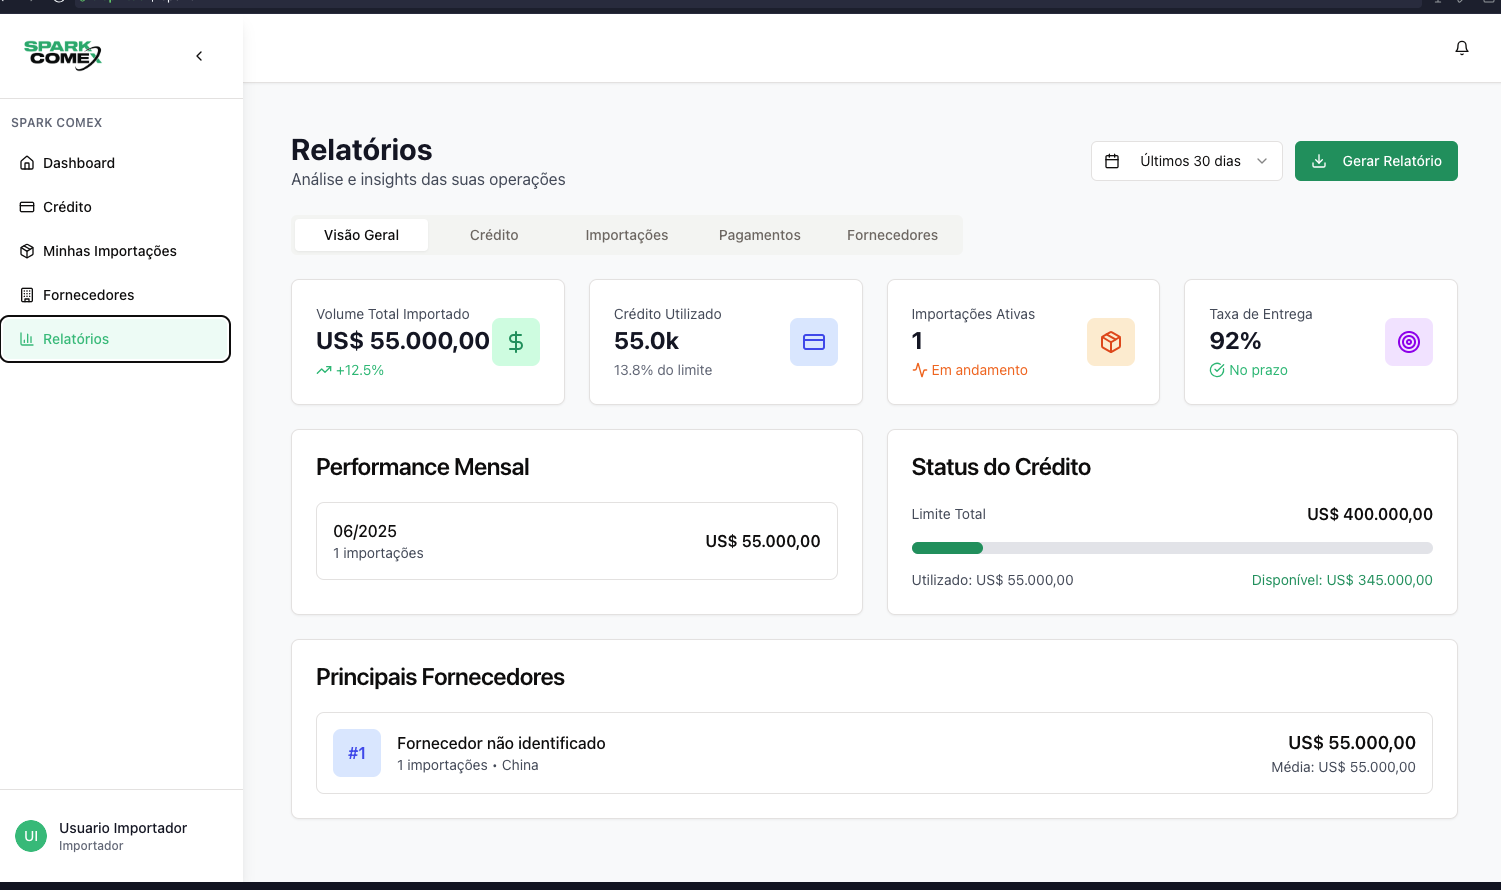 SPARK
COMEX
SPARK COMEX
Dashboard
Crédito
Minhas Importações
Fornecedores
Relatórios
UI
Usuario Importador
Importador
Relatórios
Análise e insights das suas operações
Últimos 30 dias
Gerar Relatório
Visão Geral
Crédito
Importações
Pagamentos
Fornecedores
Volume Total Importado
US$ 55.000,00
+12.5%
Crédito Utilizado
55.0k
13.8% do limite
Importações Ativas
1
Em andamento
Taxa de Entrega
92%
No prazo
Performance Mensal
06/2025
1 importações
US$ 55.000,00
Status do Crédito
Limite Total
US$ 400.000,00
Utilizado: US$ 55.000,00
Disponível: US$ 345.000,00
Principais Fornecedores
#1
Fornecedor não identificado
1 importações • China
US$ 55.000,00
Média: US$ 55.000,00